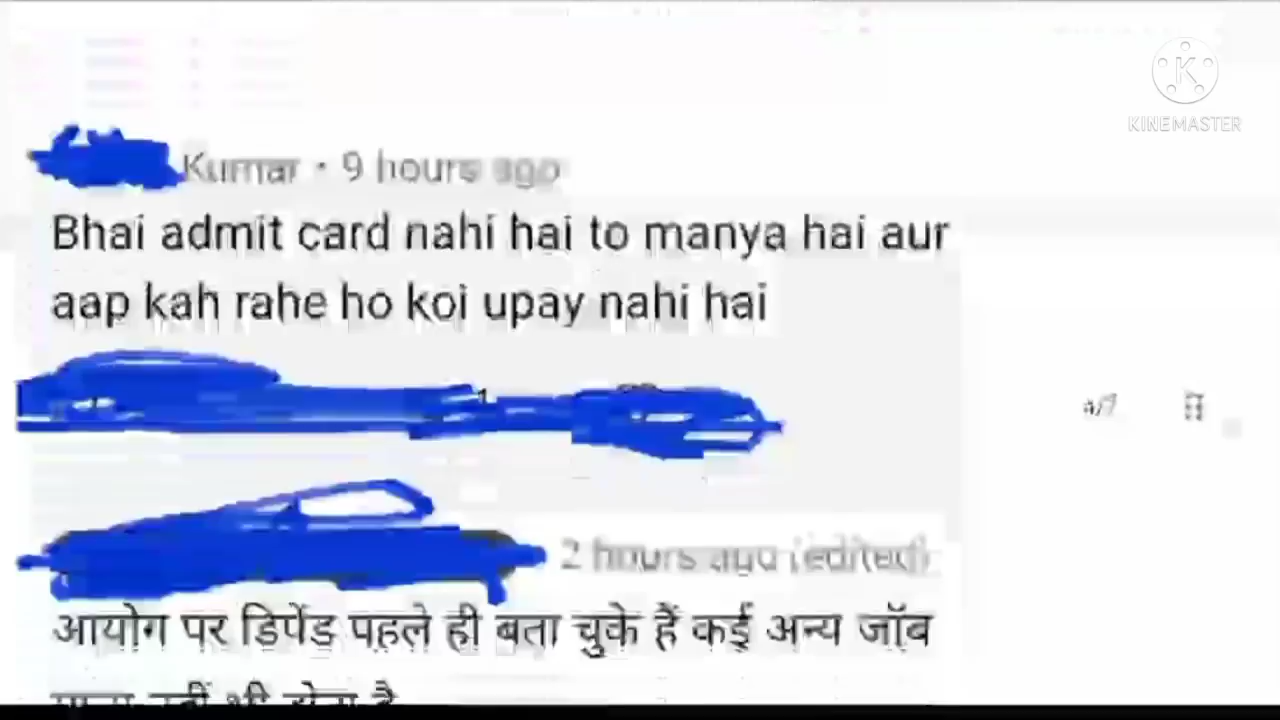 KINEMASTER
Kumar • 9 hours ago
Bhai admit card nahi hai to manya hai aur
aap kah rahe ho koi upay nahi hai
2 hours ago (edited)
आयोग पर डिपेंड पहले ही बता चुके हैं कई अन्य जॉब